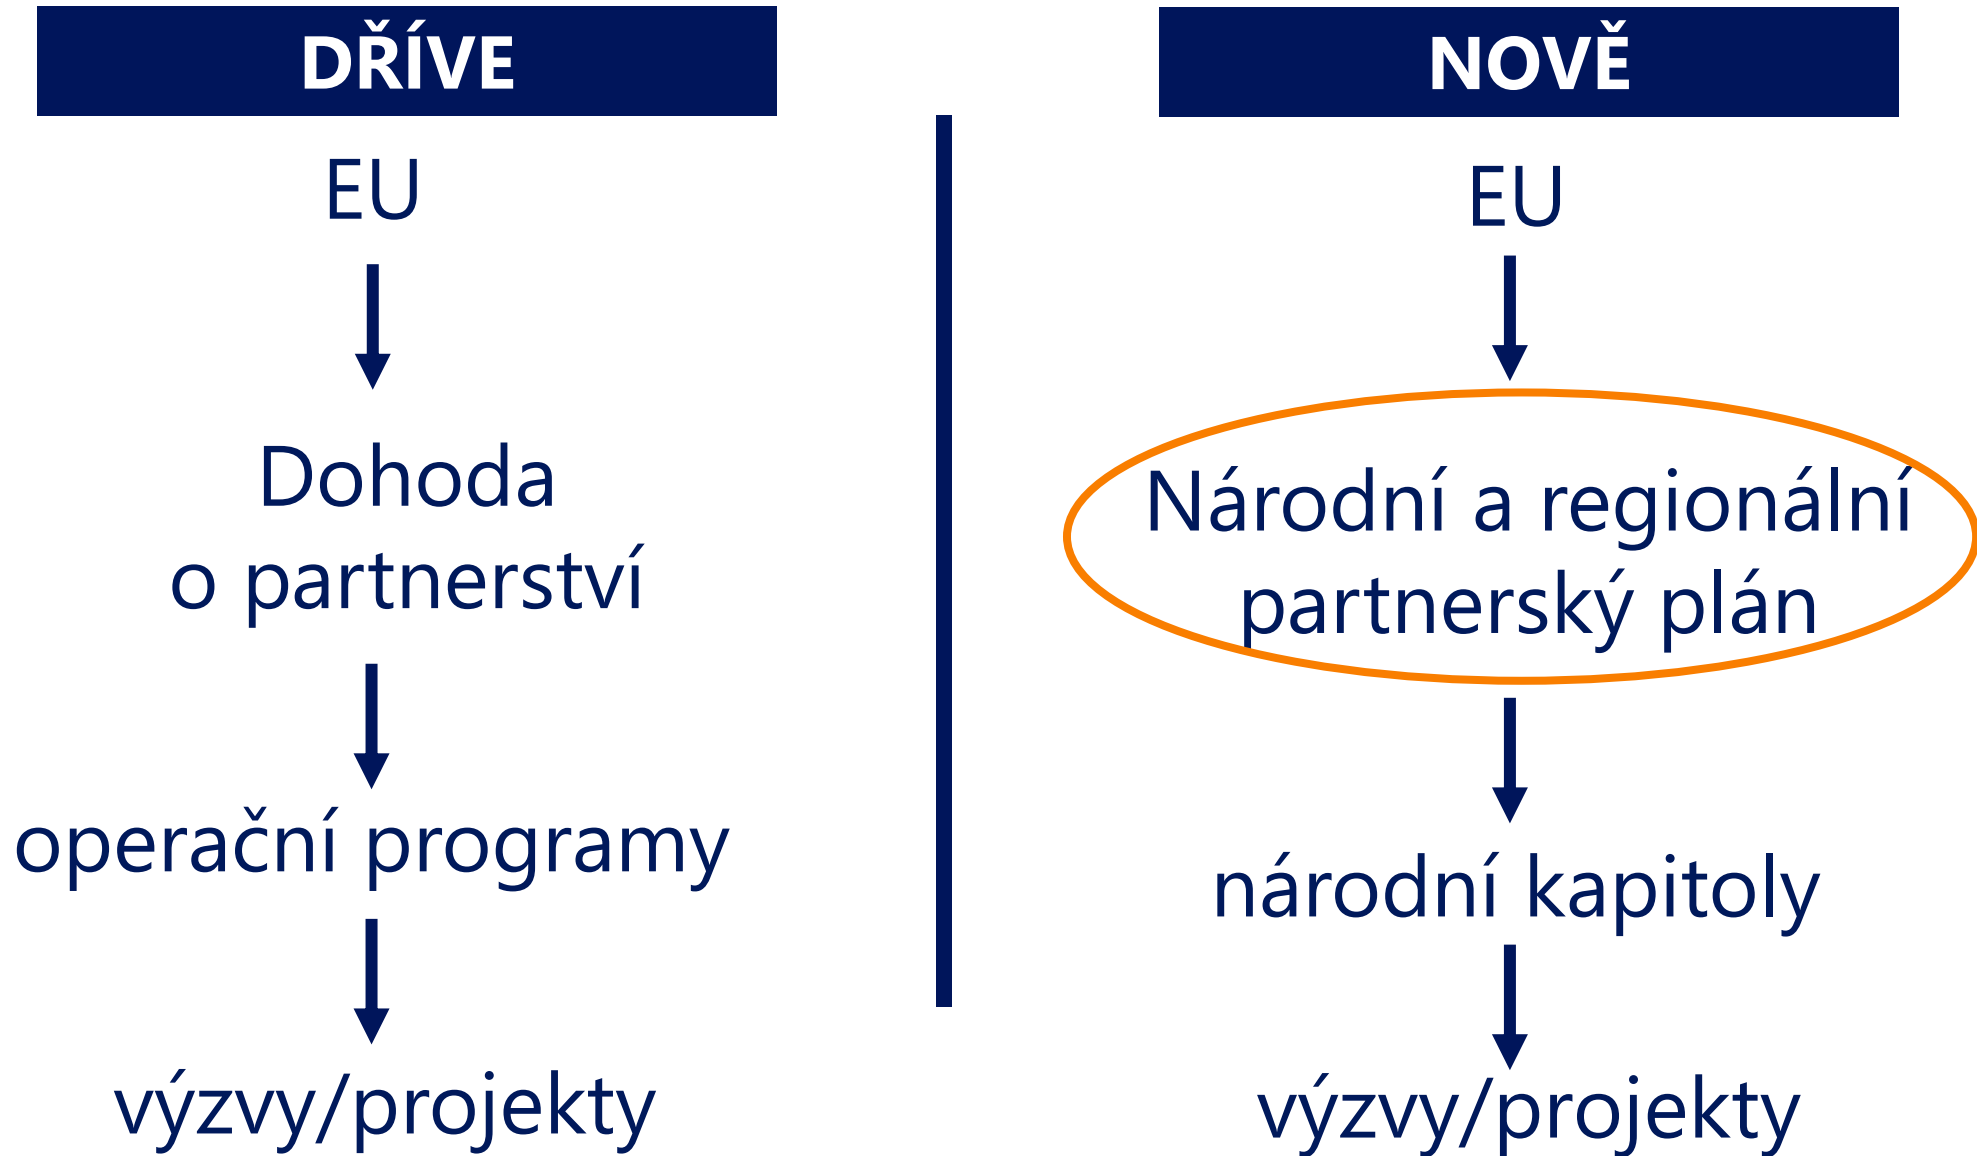 DŘÍVE
EU
Dohoda
o partnerství
operační programy
výzvy/projekty
NOVĚ
EU
Národní a regionální
partnerský plán
národní kapitoly
výzvy/projekty